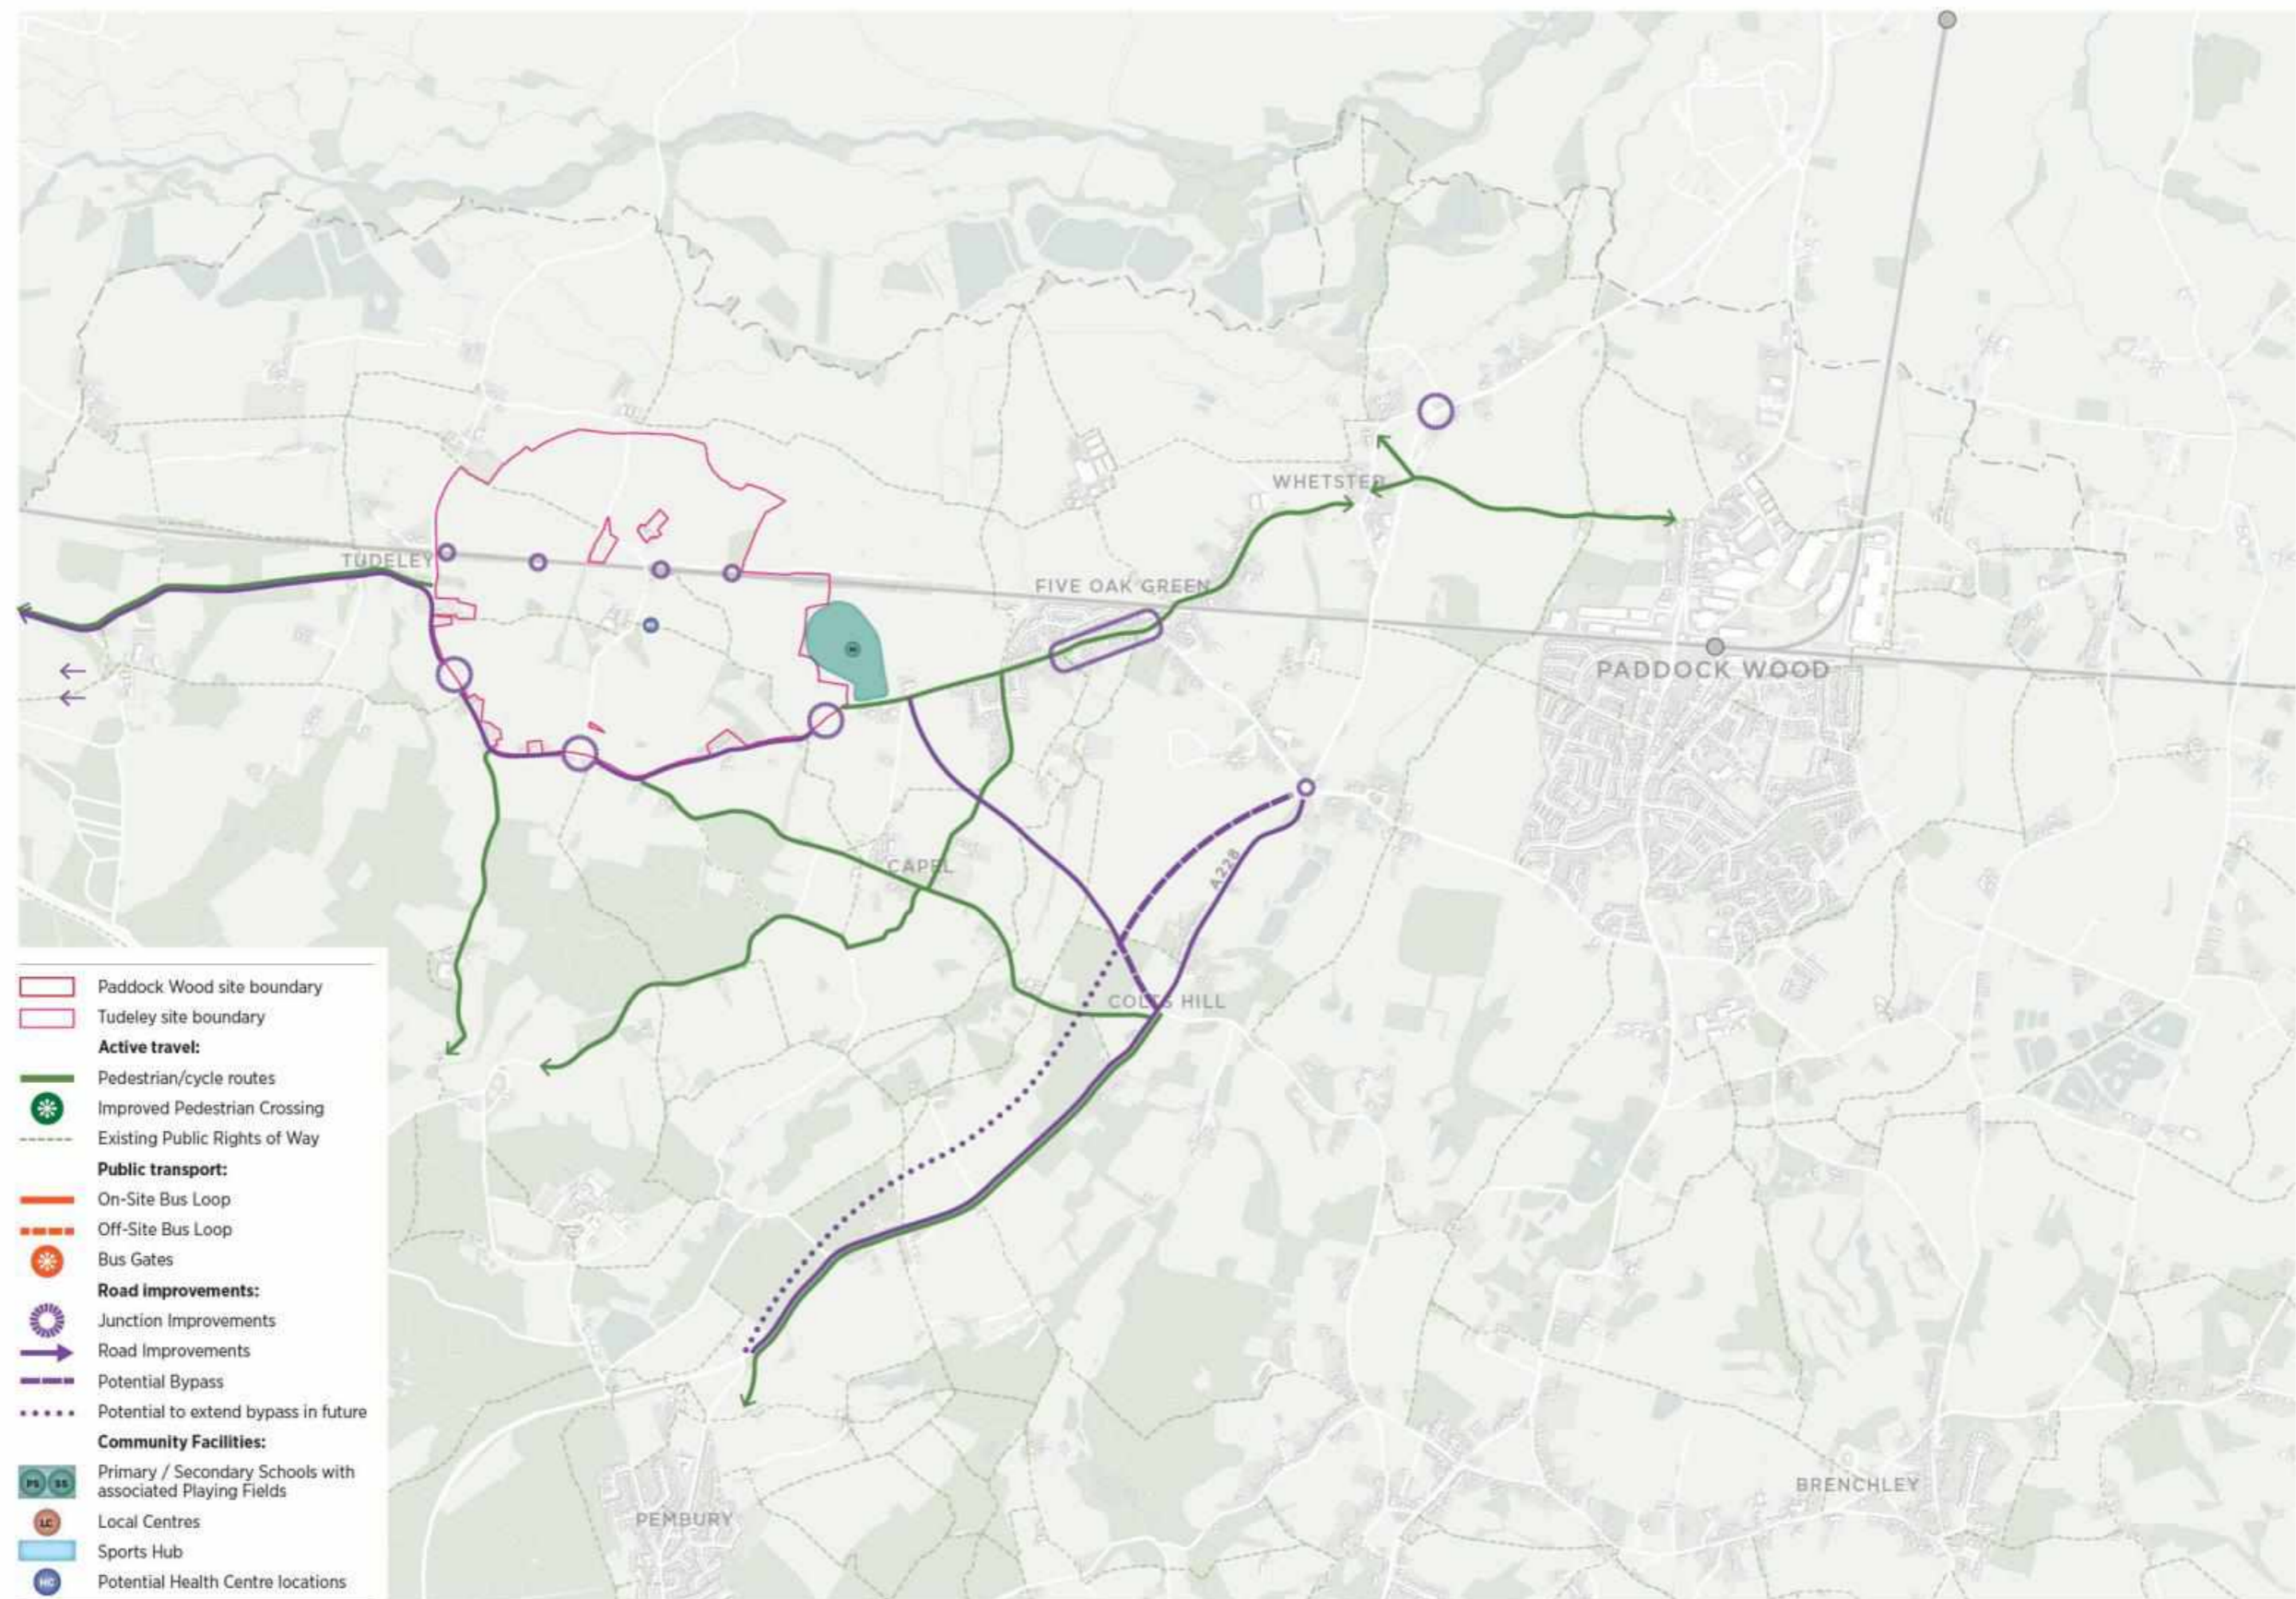 WHETSTED
TUDELEY
FIVE OAK GREEN
PADDOCK WOOD
CAPEL
A228
COLTS HILL
BRENCHLEY
PEMBURY
Paddock Wood site boundary
Tudeley site boundary
Active travel:
Pedestrian/cycle routes
Improved Pedestrian Crossing
Existing Public Rights of Way
Public transport:
On-Site Bus Loop
Off-Site Bus Loop
Bus Gates
Road improvements:
Junction Improvements
Road Improvements
Potential Bypass
Potential to extend bypass in future
Community Facilities:
PS SS Primary / Secondary Schools with
associated Playing Fields
LC Local Centres
Sports Hub
HC Potential Health Centre locations